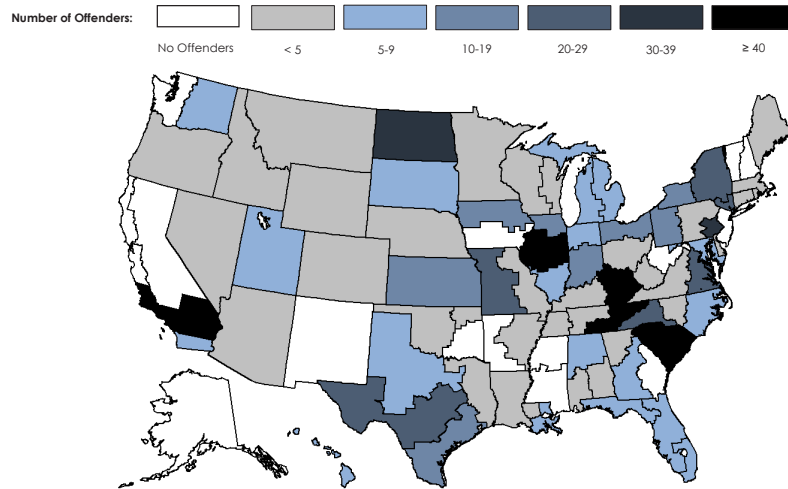 Number of Offenders:
No Offenders < 5 5-9 10-19 20-29 30-39 ≥ 40